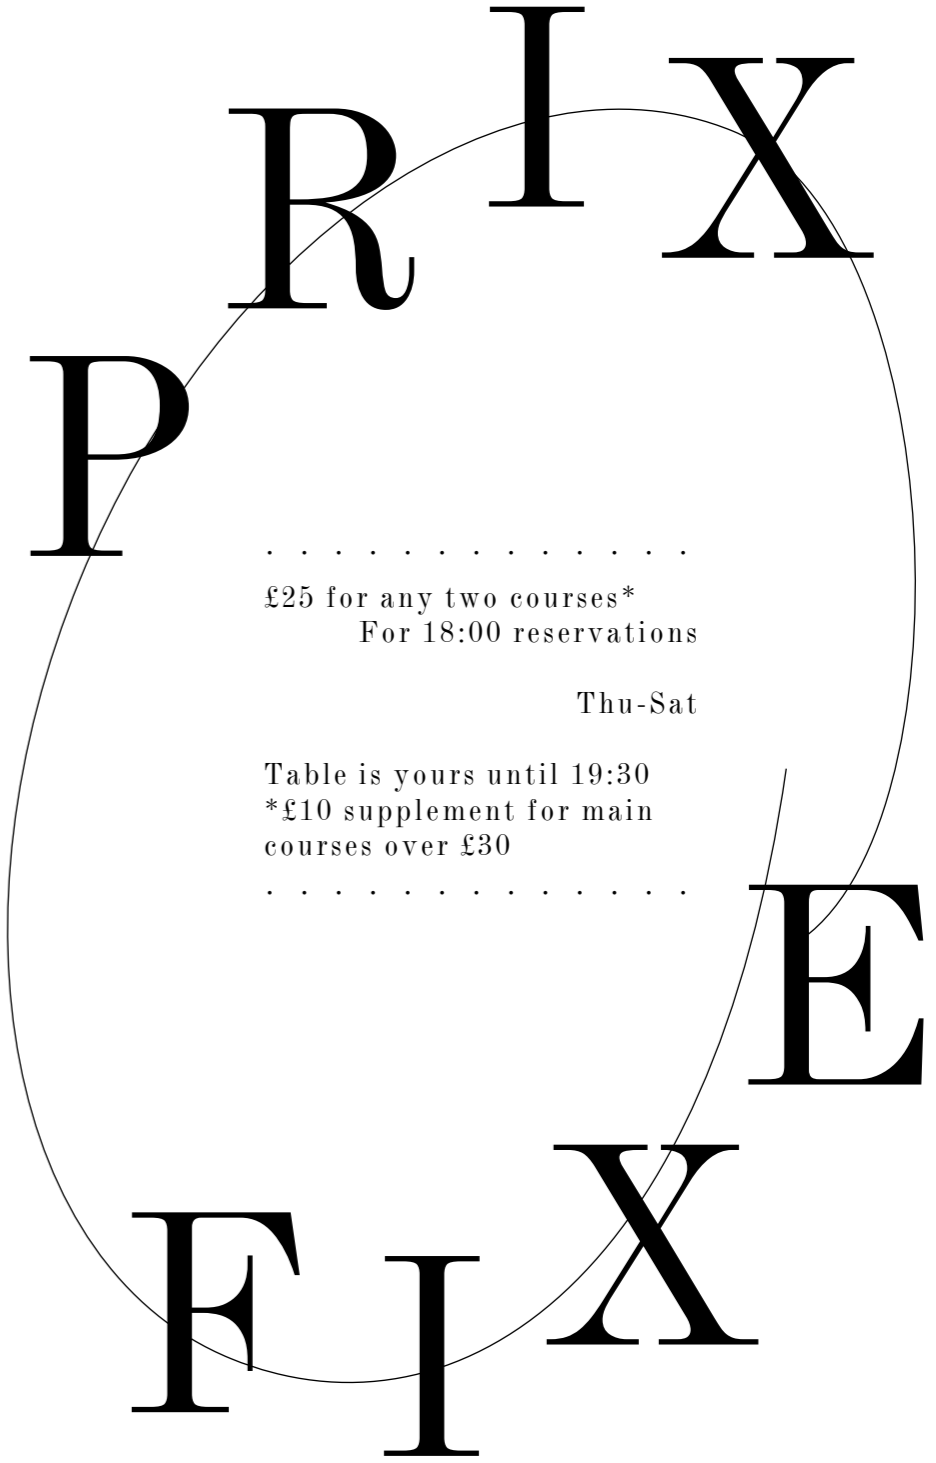 PRIX
£25 for any two courses*
For 18:00 reservations
Thu-Sat
Table is yours until 19:30
*£10 supplement for main
courses over £30
FIXE